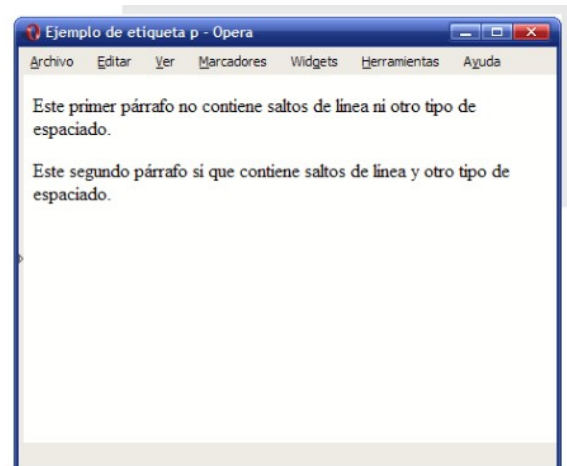 Ejemplo de etiqueta p - Opera
Archivo Editar Ver Marcadores Widgets Herramientas Ayuda
Este primer párrafo no contiene saltos de línea ni otro tipo de
espaciado.
Este segundo párrafo si que contiene saltos de línea y otro tipo de
espaciado.